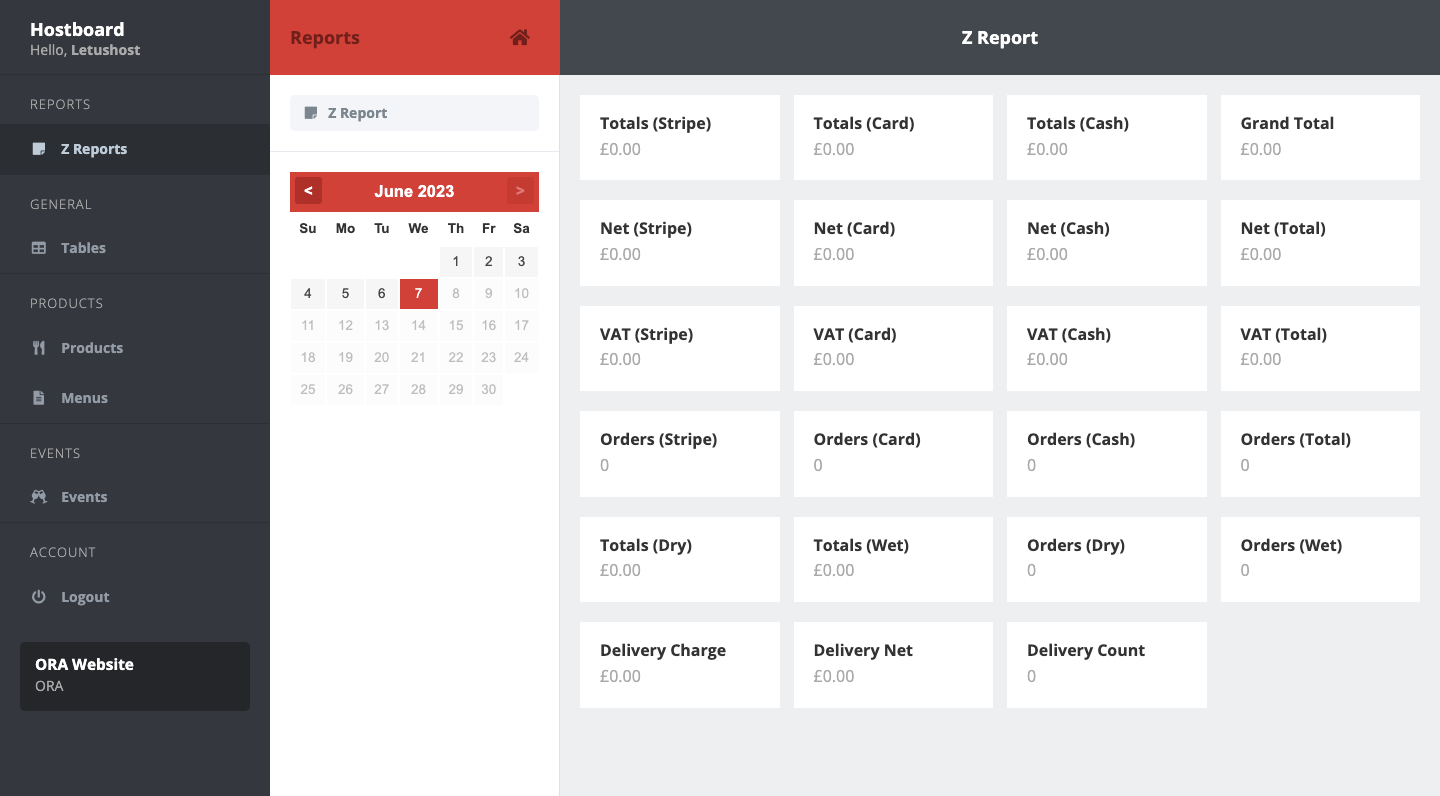 Hostboard
Hello, Letushost
REPORTS
Z Reports
GENERAL
Tables
PRODUCTS
Products
Menus
EVENTS
Events
ACCOUNT
Logout
ORA Website
ORA
Reports
Z Report
< June 2023 >
Su Mo Tu We Th Fr Sa
1 2 3
4 5 6 7 8 9 10
11 12 13 14 15 16 17
18 19 20 21 22 23 24
25 26 27 28 29 30
Z Report
Totals (Stripe) Totals (Card) Totals (Cash) Grand Total
£0.00 £0.00 £0.00 £0.00
Net (Stripe) Net (Card) Net (Cash) Net (Total)
£0.00 £0.00 £0.00 £0.00
VAT (Stripe) VAT (Card) VAT (Cash) VAT (Total)
£0.00 £0.00 £0.00 £0.00
Orders (Stripe) Orders (Card) Orders (Cash) Orders (Total)
0 0 0 0
Totals (Dry) Totals (Wet) Orders (Dry) Orders (Wet)
£0.00 £0.00 0 0
Delivery Charge Delivery Net Delivery Count
£0.00 £0.00 0